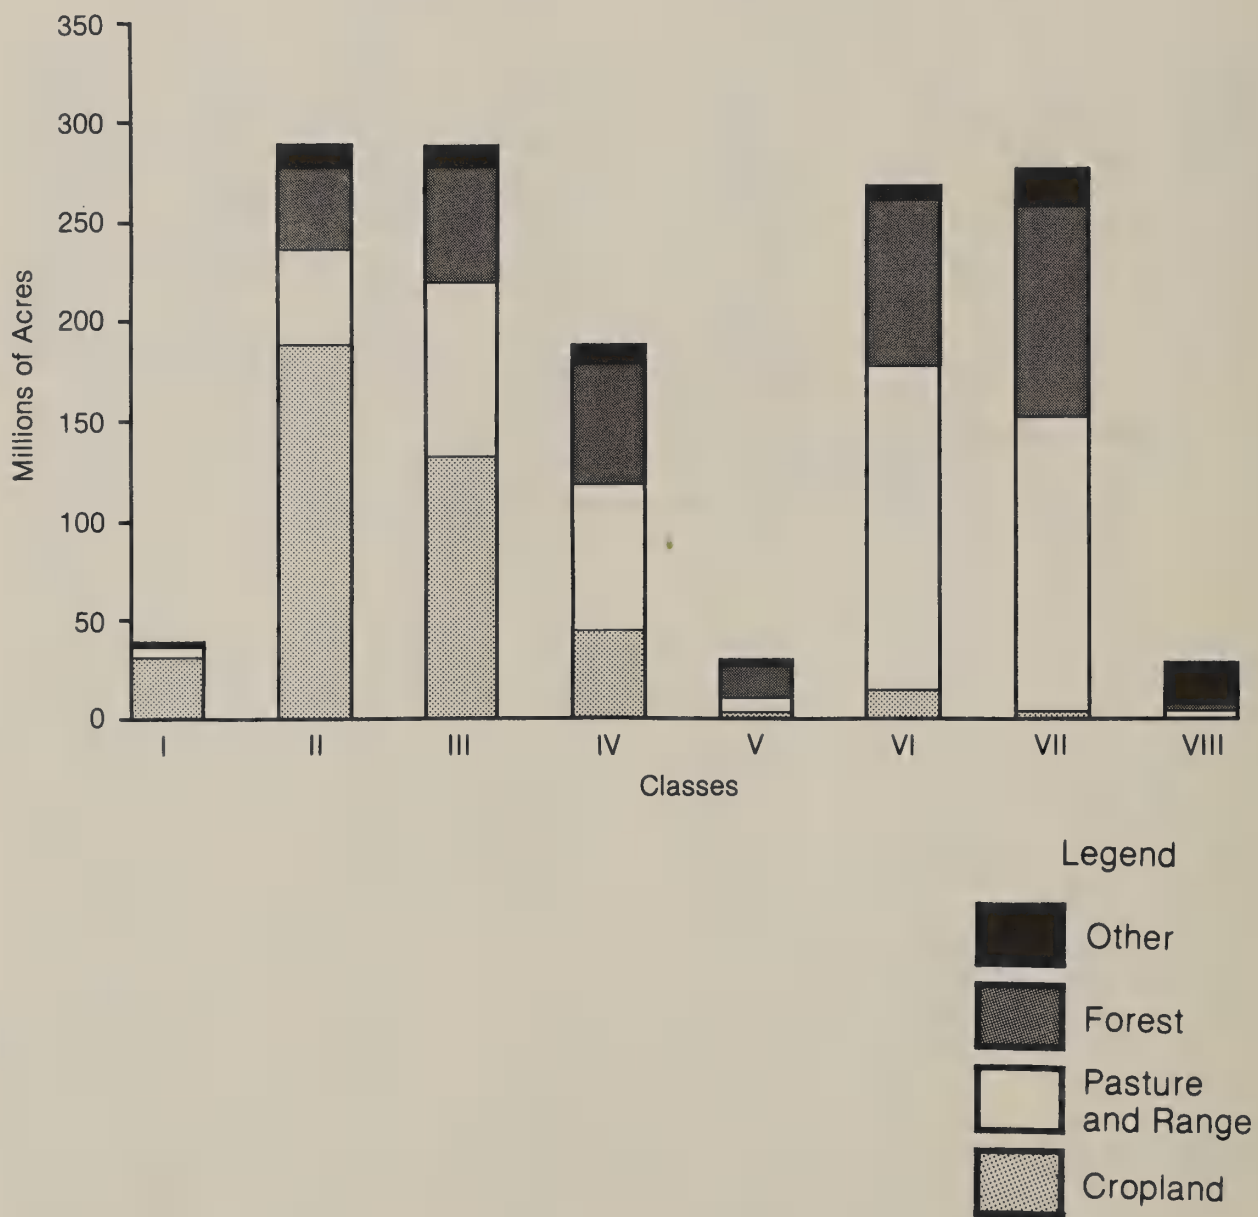 350
300
250
200
150
100
50
0
Millions of Acres
I II III IV V VI VII VIII
Classes
Legend
Other
Forest
Pasture
and Range
Cropland